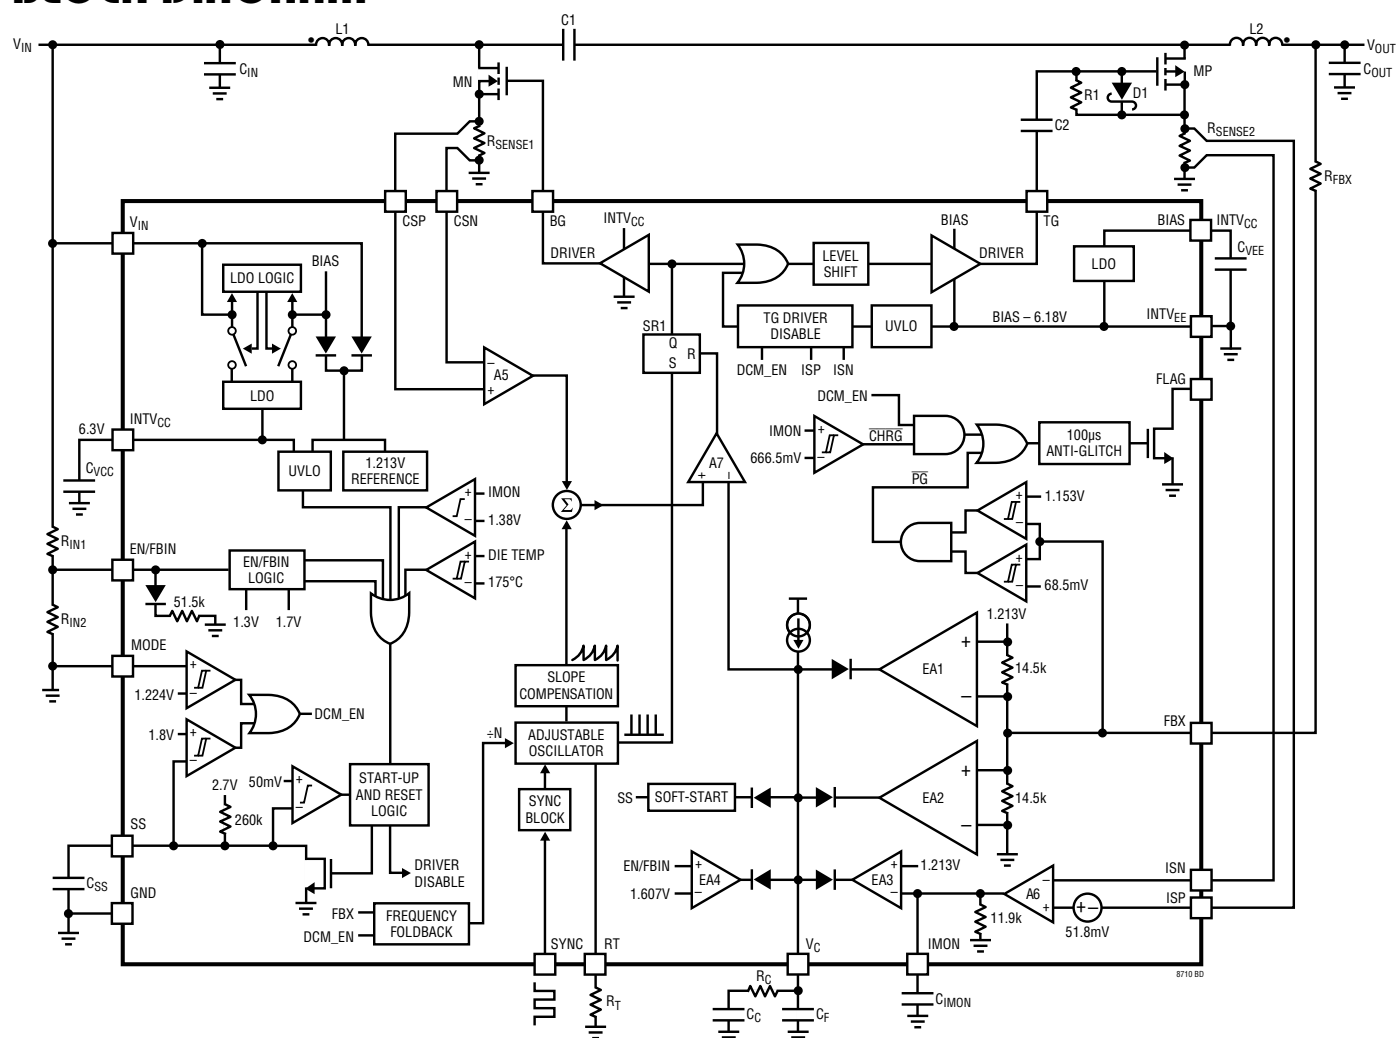 L1
C1
L2
VIN
VOUT
CIN
MN
MP
COUT
R1
D1
C2
RSENSE1
RSENSE2
RFBX
CSP
CSN
BG
TG
VIN
INTVCC
BIAS
BIAS
INTVCC
DRIVER
DRIVER
CVEE
BIAS
LDO LOGIC
LEVEL
SHIFT
LDO
TG DRIVER
DISABLE
UVLO
BIAS – 6.18V
INTVEE
SR1
Q
S
R
DCM_EN
ISP
ISN
A5
–
+
LDO
FLAG
DCM_EN
INTVCC
6.3V
IMON
+
666.5mV
–
CHRG
100µs
ANTI-GLITCH
UVLO
1.213V
REFERENCE
A7
+
–
PG
CVCC
IMON
+
1.38V
–
Σ
1.153V
+
–
RIN1
EN/FBIN
EN/FBIN
LOGIC
DIE TEMP
+
175°C
–
+
–
68.5mV
51.5k
1.3V
1.7V
RIN2
1.213V
MODE
+
1.224V
–
SLOPE
COMPENSATION
EA1
+
–
14.5k
DCM_EN
1.8V
+
–
÷N
ADJUSTABLE
OSCILLATOR
FBX
2.7V
260k
50mV
+
–
START-UP
AND RESET
LOGIC
SYNC
BLOCK
SS
SOFT-START
EA2
+
–
14.5k
SS
DRIVER
DISABLE
EN/FBIN
+
1.607V
–
EA4
EA3
+
–
1.213V
A6
–
+
ISN
ISP
CSS
GND
FBX
DCM_EN
FREQUENCY
FOLDBACK
11.9k
+ –
51.8mV
SYNC
RT
VC
IMON
8710 BD
RT
RC
CC
CF
CIMON